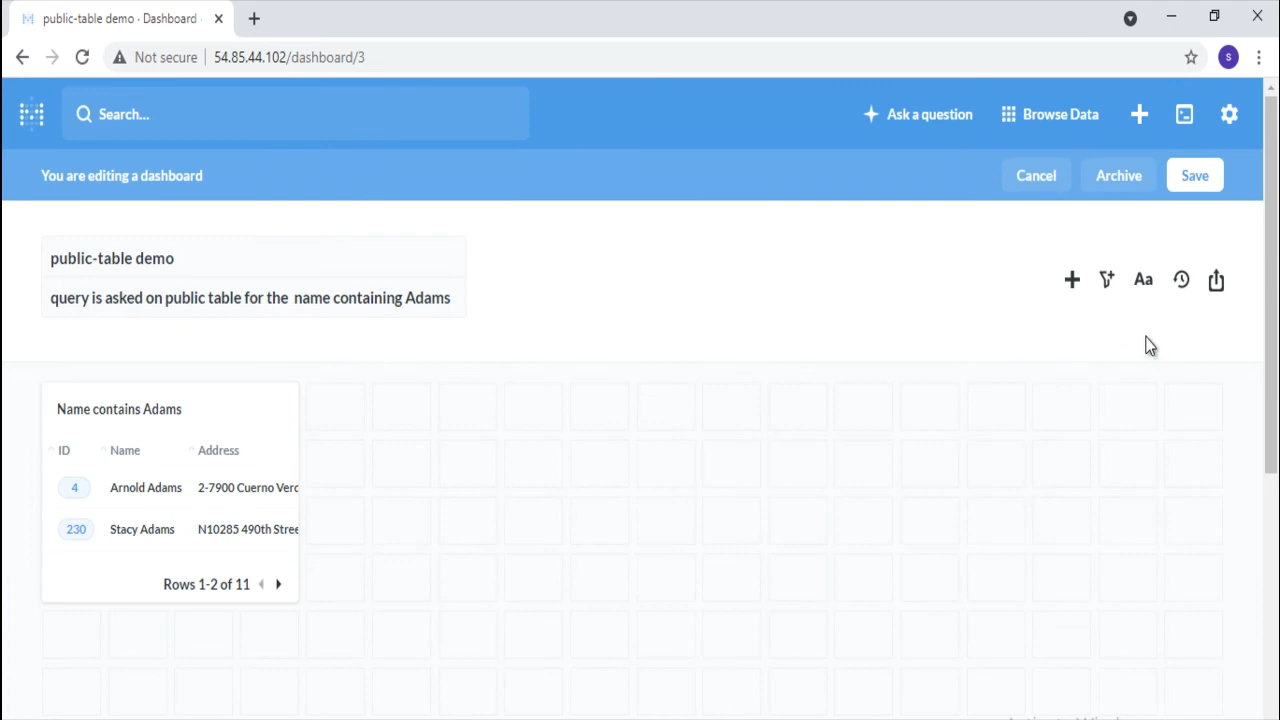 public-table demo · Dashboard
Not secure
54.85.44.102/dashboard/3
S
Search...
Ask a question
Browse Data
You are editing a dashboard
Cancel
Archive
Save
public-table demo
query is asked on public table for the name containing Adams
Aa
Name contains Adams
ID Name Address
4 Arnold Adams 2-7900 Cuerno Verd
230 Stacy Adams N10285 490th Stree
Rows 1-2 of 11